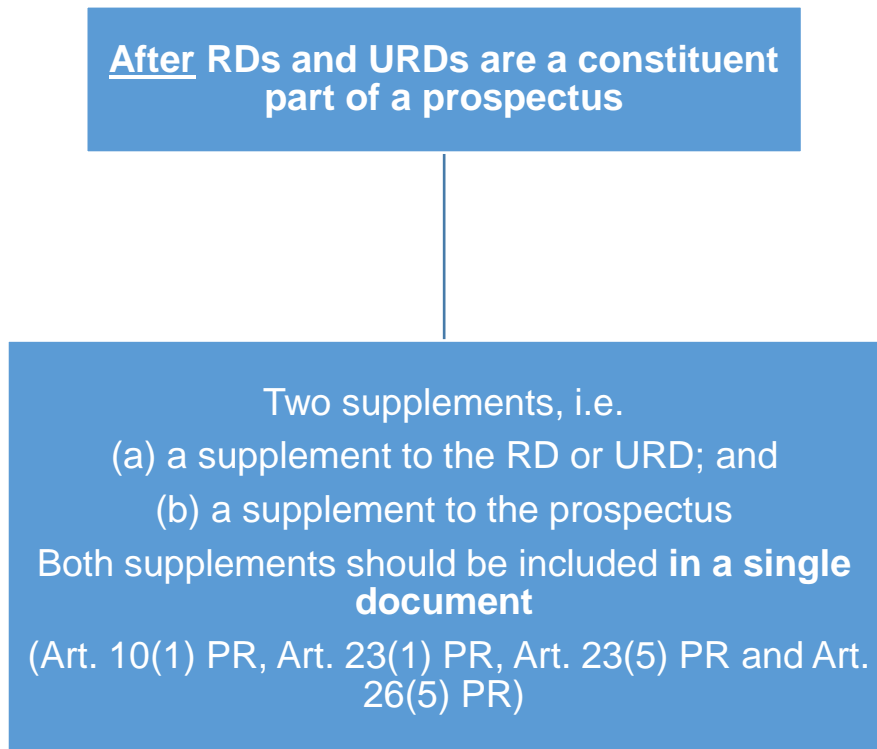 After RDs and URDs are a constituent
part of a prospectus
Two supplements, i.e.
(a) a supplement to the RD or URD; and
(b) a supplement to the prospectus
Both supplements should be included in a single
document
(Art. 10(1) PR, Art. 23(1) PR, Art. 23(5) PR and Art.
26(5) PR)